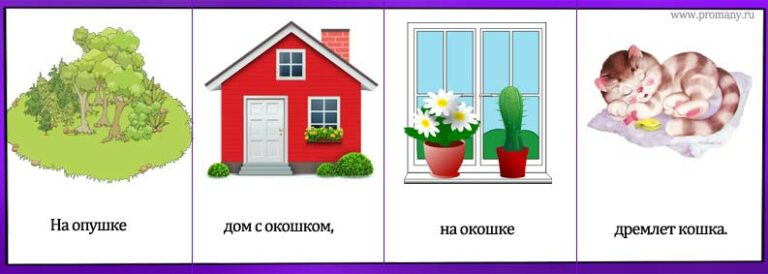 www.promany.ru
На опушке
дом с окошком,
на окошке
дремлет кошка.